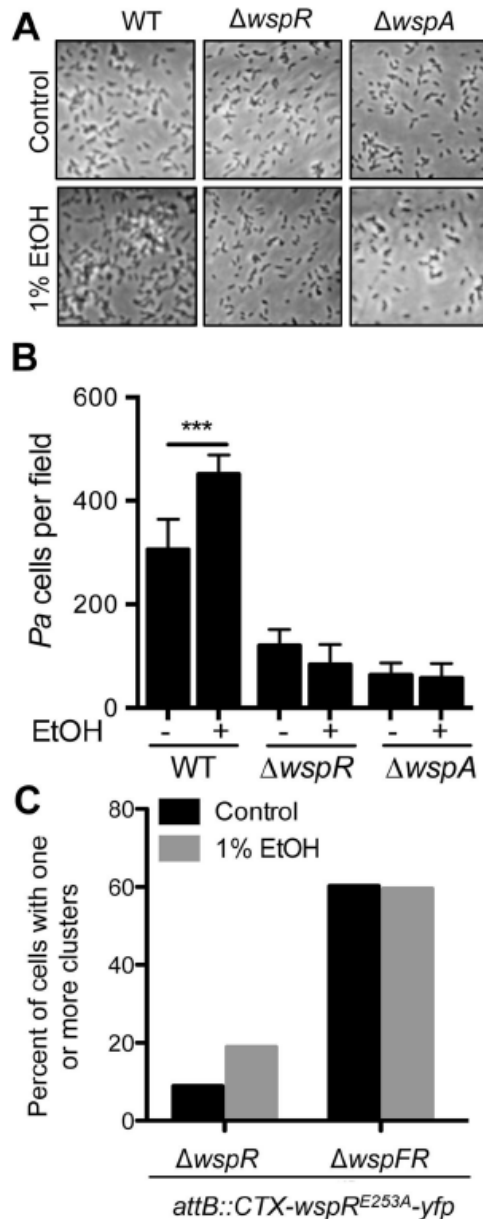 A
WT ΔwspR ΔwspA
Control
1% EtOH
B
600
400
200
0
Pa cells per field
***
EtOH - + - + - +
WT ΔwspR ΔwspA
C
Control
1% EtOH
80
60
40
20
0
Percent of cells with one
or more clusters
ΔwspR ΔwspFR
attB::CTX-wspR^E253A-yfp